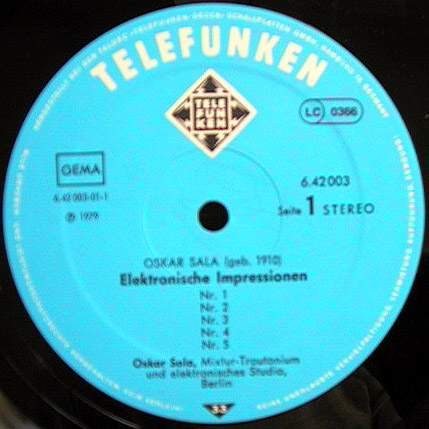 TELEFUNKEN
TELE
FUN
KEN
LC 0366
GEMA
6.42 003-01-1
℗ 1979
6.42 003
Seite 1 STEREO
OSKAR SALA (geb. 1910)
Elektronische Impressionen
Nr. 1
Nr. 2
Nr. 3
Nr. 4
Nr. 5
Oskar Sala, Mixtur-Trautonium
und elektronisches Studio,
Berlin
33